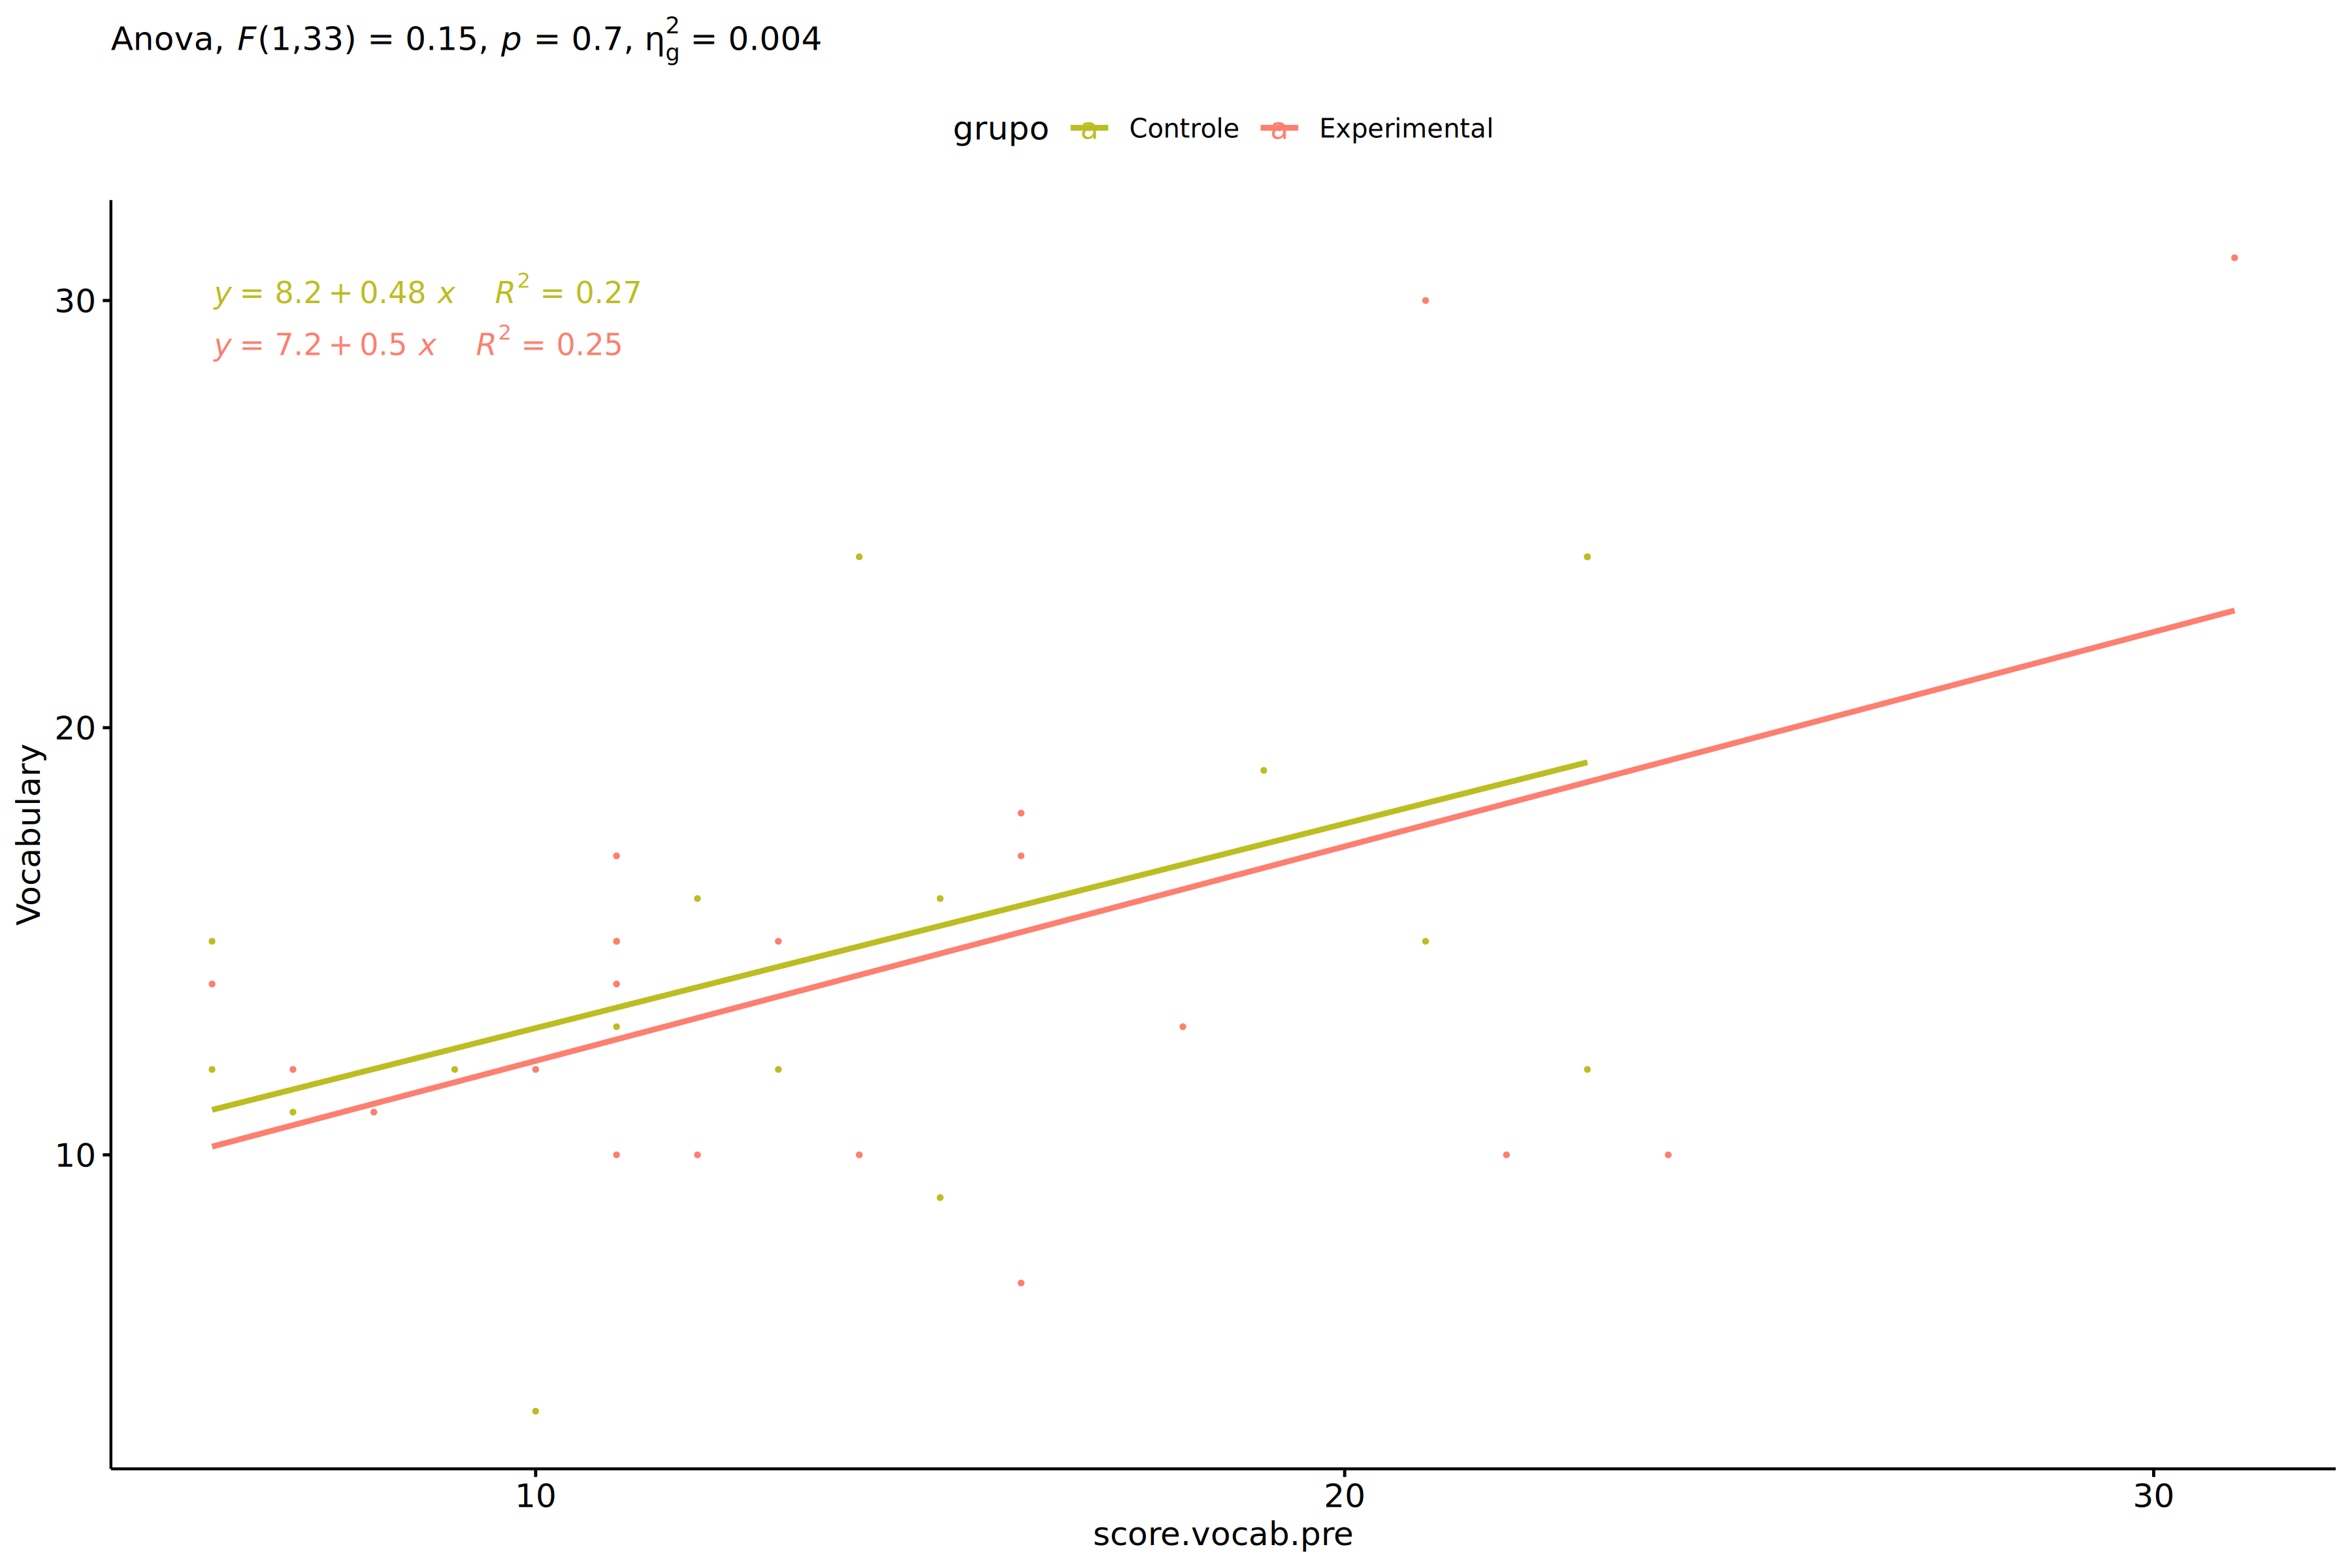 Anova, F(1,33) = 0.15, p = 0.7, η²g = 0.004
grupo a Controle a Experimental
y = 8.2 + 0.48 x R² = 0.27
y = 7.2 + 0.5 x R² = 0.25
30
20
10
Vocabulary
10 20 30
score.vocab.pre